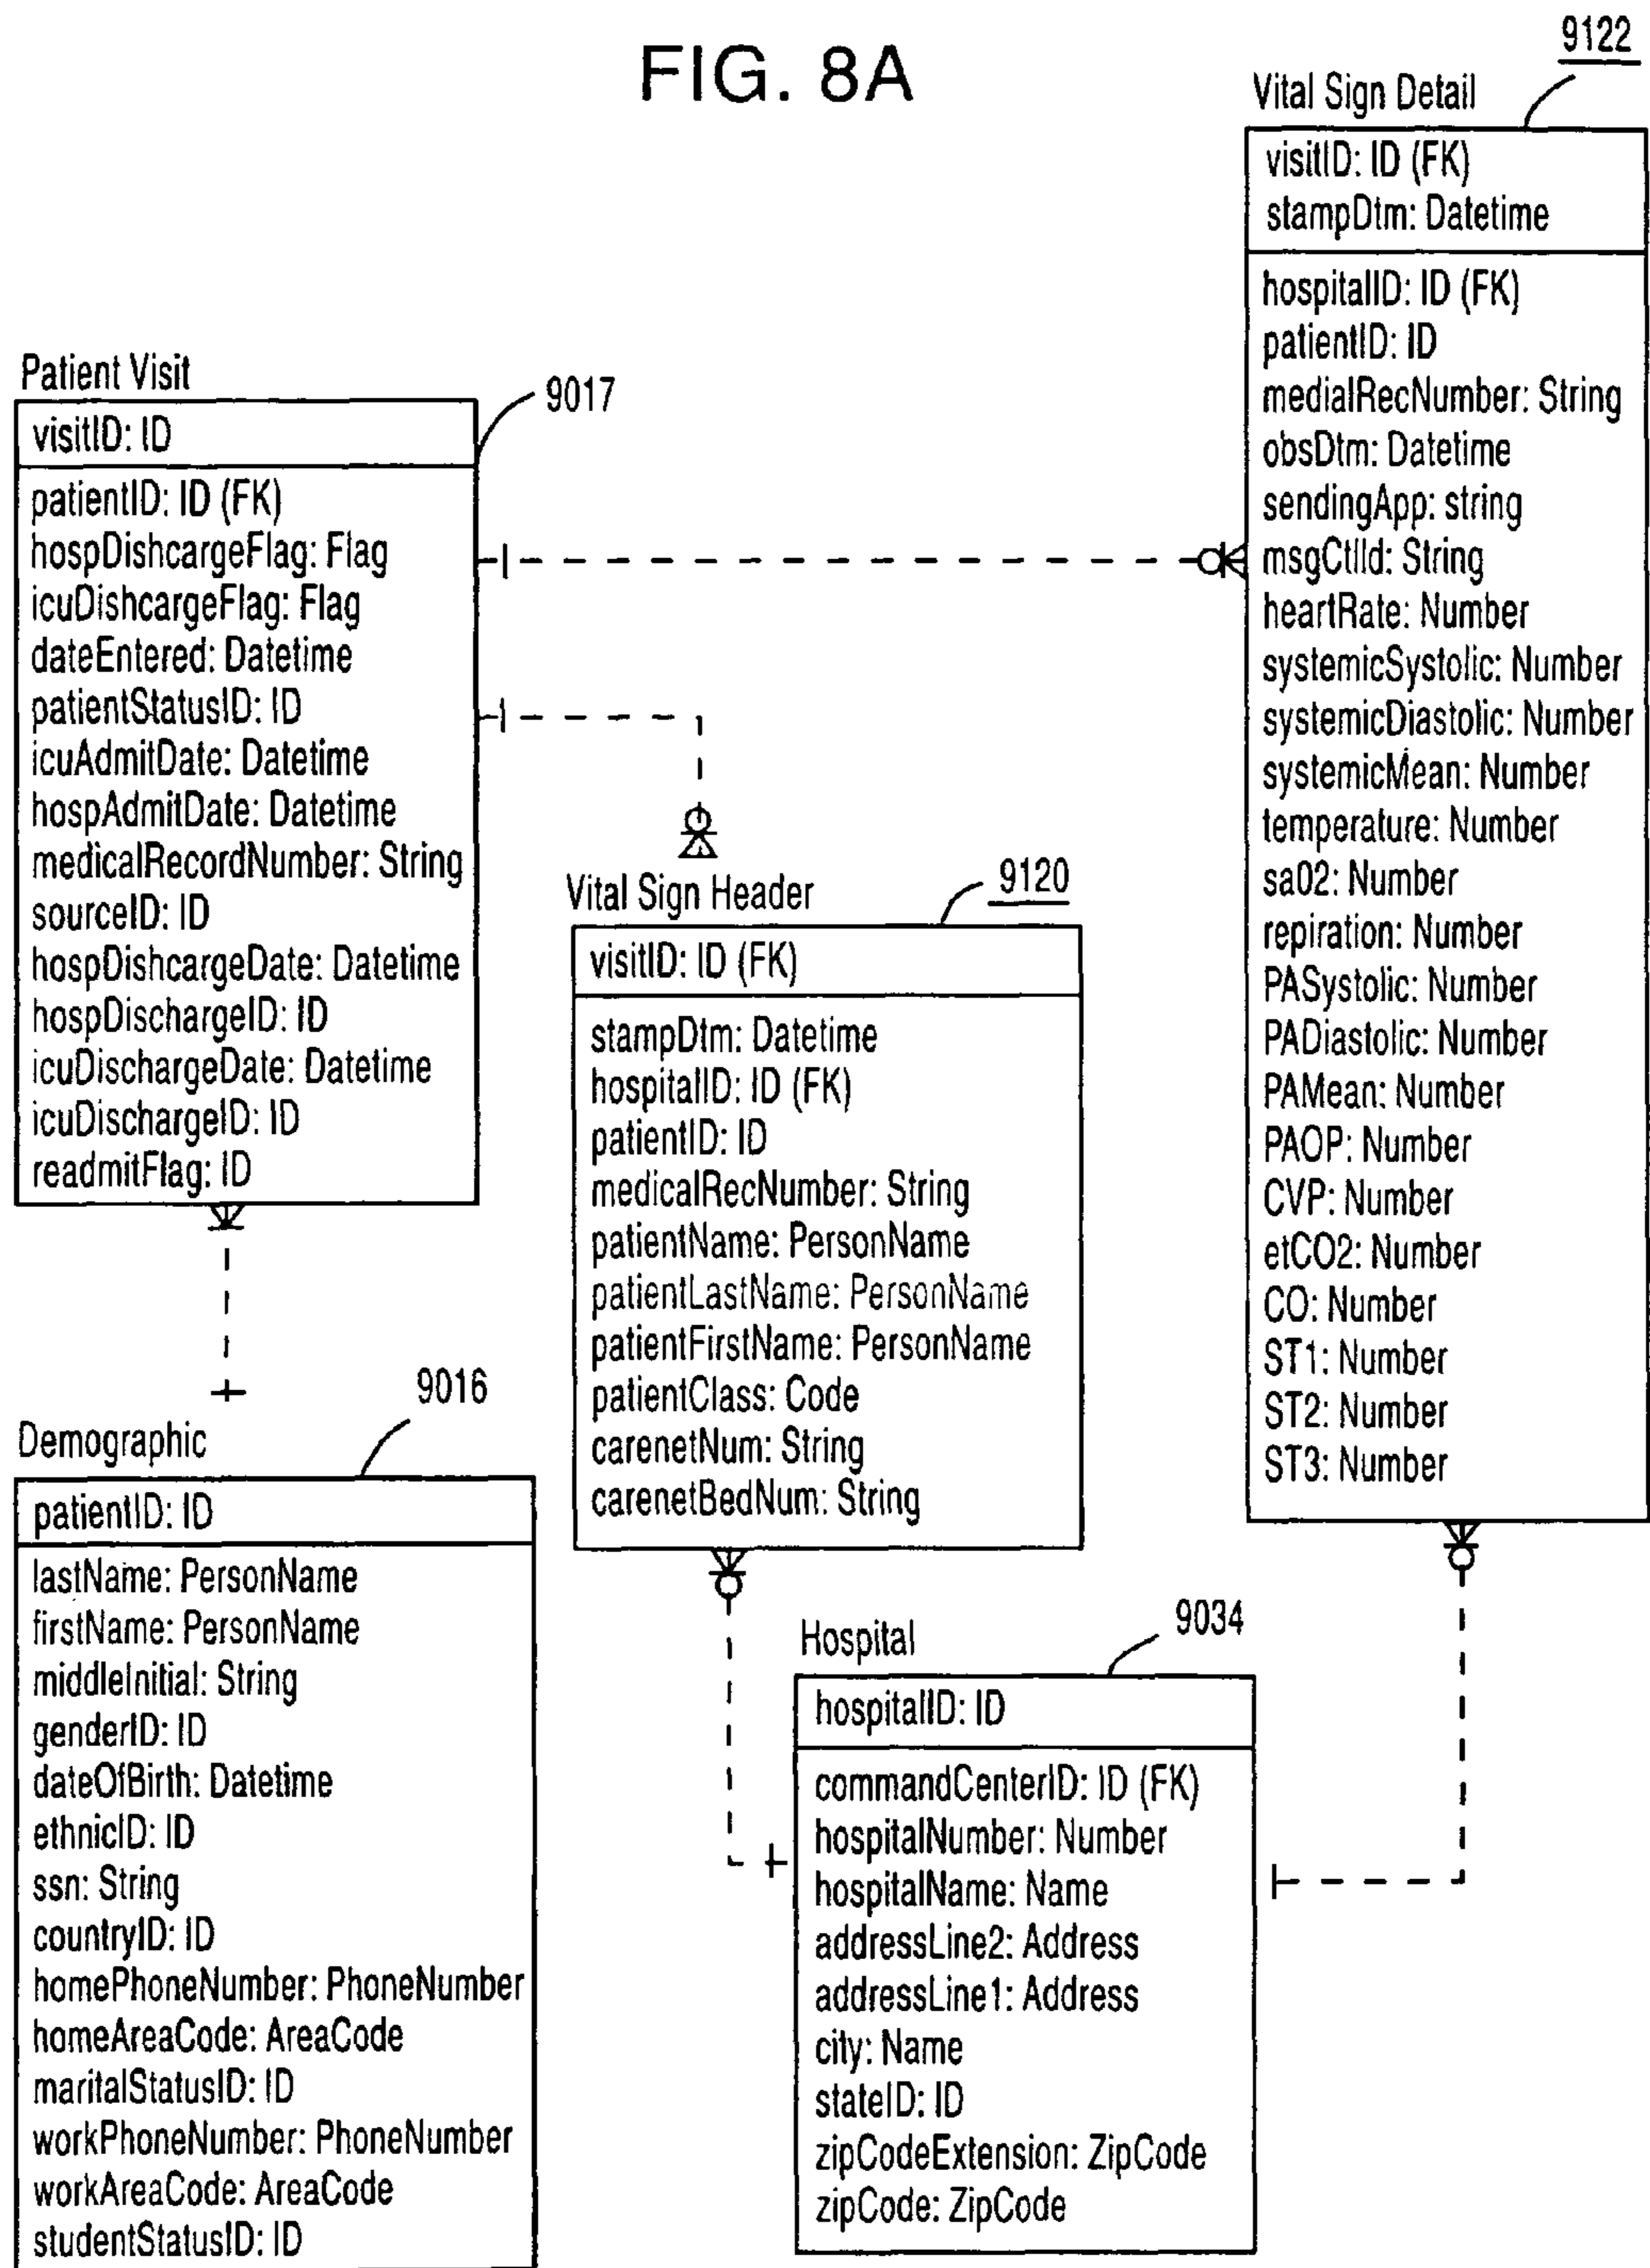 FIG. 8A
9122
Vital Sign Detail
visitID: ID (FK)
stampDtm: Datetime
hospitalID: ID (FK)
patientID: ID
medialRecNumber: String
obsDtm: Datetime
sendingApp: string
msgCtlId: String
heartRate: Number
systemicSystolic: Number
systemicDiastolic: Number
systemicMean: Number
temperature: Number
sa02: Number
repiration: Number
PASystolic: Number
PADiastolic: Number
PAMean: Number
PAOP: Number
CVP: Number
etCO2: Number
CO: Number
ST1: Number
ST2: Number
ST3: Number
Patient Visit
9017
visitID: ID
patientID: ID (FK)
hospDishcargeFlag: Flag
icuDishcargeFlag: Flag
dateEntered: Datetime
patientStatusID: ID
icuAdmitDate: Datetime
hospAdmitDate: Datetime
medicalRecordNumber: String
sourceID: ID
hospDishcargeDate: Datetime
hospDischargeID: ID
icuDischargeDate: Datetime
icuDischargeID: ID
readmitFlag: ID
Vital Sign Header
9120
visitID: ID (FK)
stampDtm: Datetime
hospitalID: ID (FK)
patientID: ID
medicalRecNumber: String
patientName: PersonName
patientLastName: PersonName
patientFirstName: PersonName
patientClass: Code
carenetNum: String
carenetBedNum: String
Demographic
9016
patientID: ID
lastName: PersonName
firstName: PersonName
middleInitial: String
genderID: ID
dateOfBirth: Datetime
ethnicID: ID
ssn: String
countryID: ID
homePhoneNumber: PhoneNumber
homeAreaCode: AreaCode
maritalStatusID: ID
workPhoneNumber: PhoneNumber
workAreaCode: AreaCode
studentStatusID: ID
Hospital
9034
hospitalID: ID
commandCenterID: ID (FK)
hospitalNumber: Number
hospitalName: Name
addressLine2: Address
addressLine1: Address
city: Name
stateID: ID
zipCodeExtension: ZipCode
zipCode: ZipCode